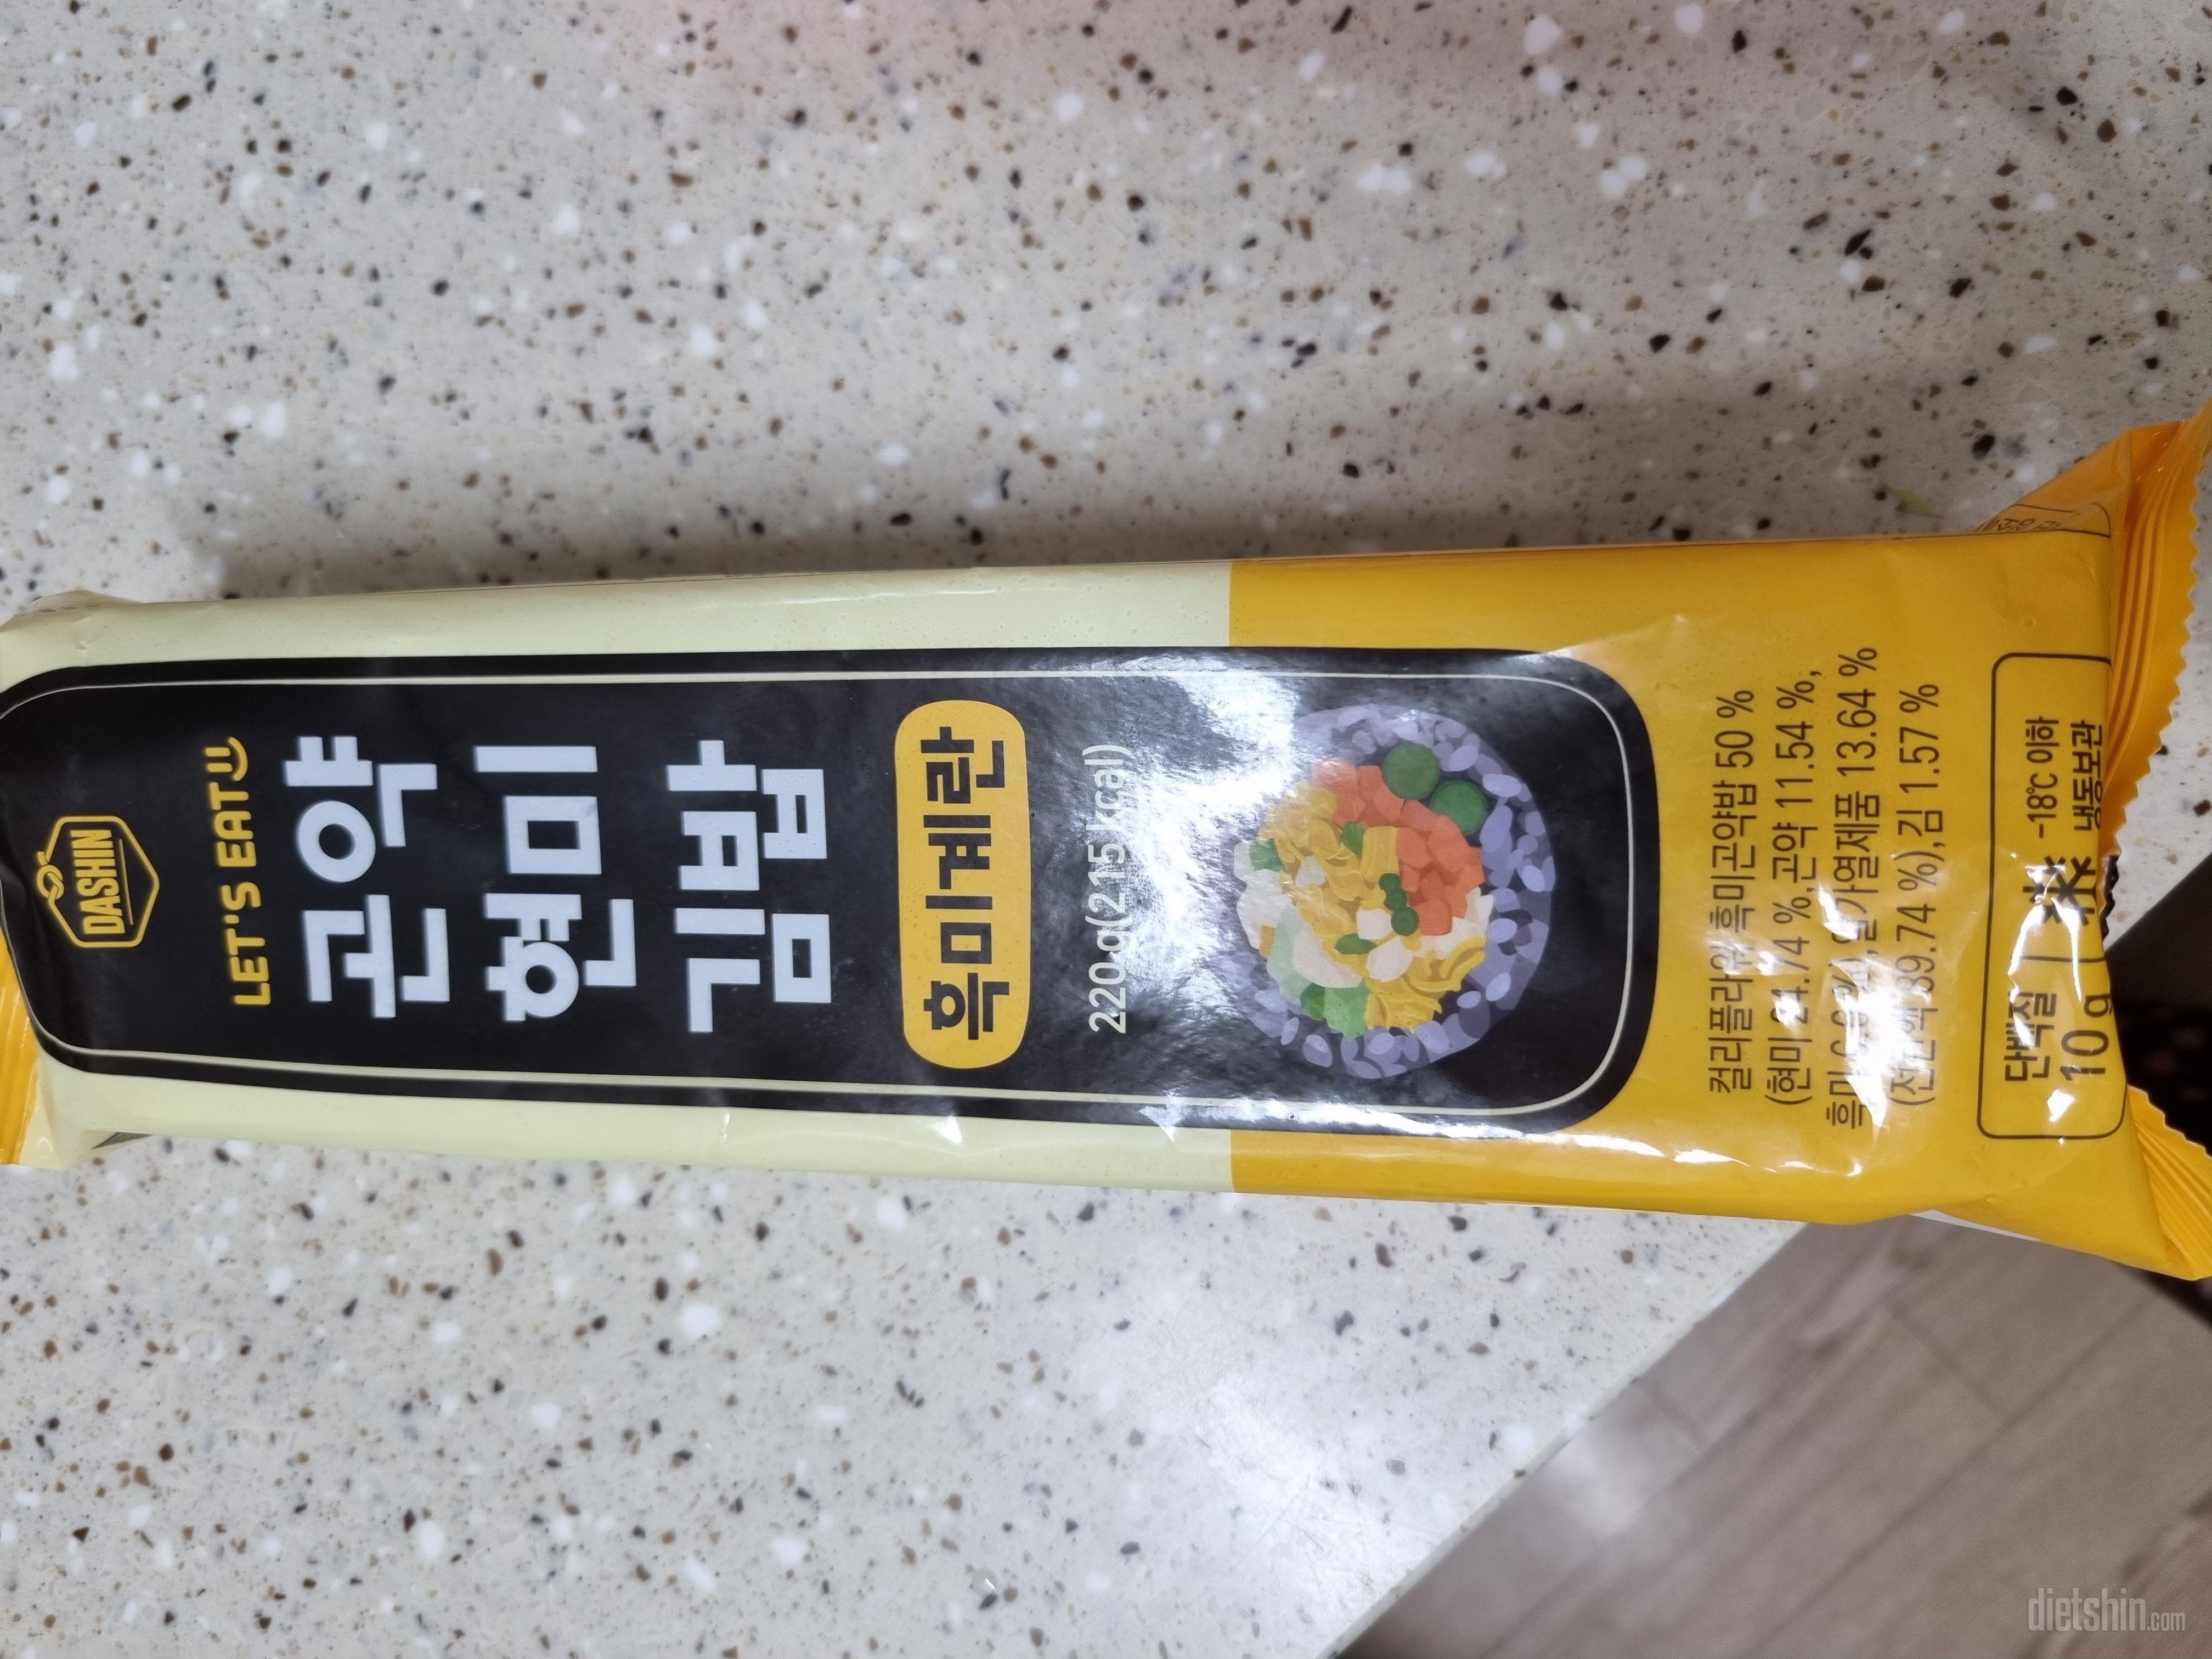 DASHIN
LET'S EAT
곤약
현미
김밥
흑미계란
220 g(215 kcal)
컬리플라워 흑미곤약밥 50 %
(현미 24.74 %,곤약 11.54 %,
흑미 알가열제품 13.64 %
(전란액 89.74 %),김 1.57 %
단백질
10 g
-18℃ 이하
냉동보관
dietshin.com